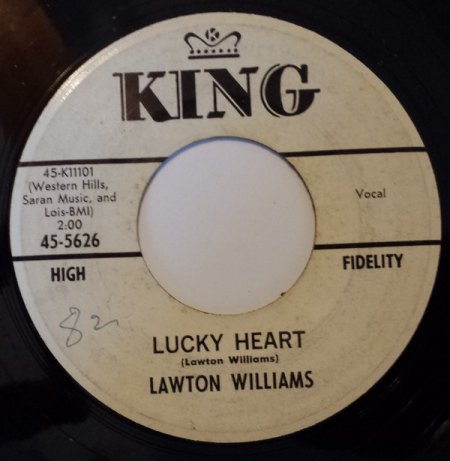 K
KING
45-K11101
(Western Hills,
Saran Music, and
Lois-BMI)
2:00
45-5626
Vocal
HIGH FIDELITY
82
LUCKY HEART
(Lawton Williams)
LAWTON WILLIAMS